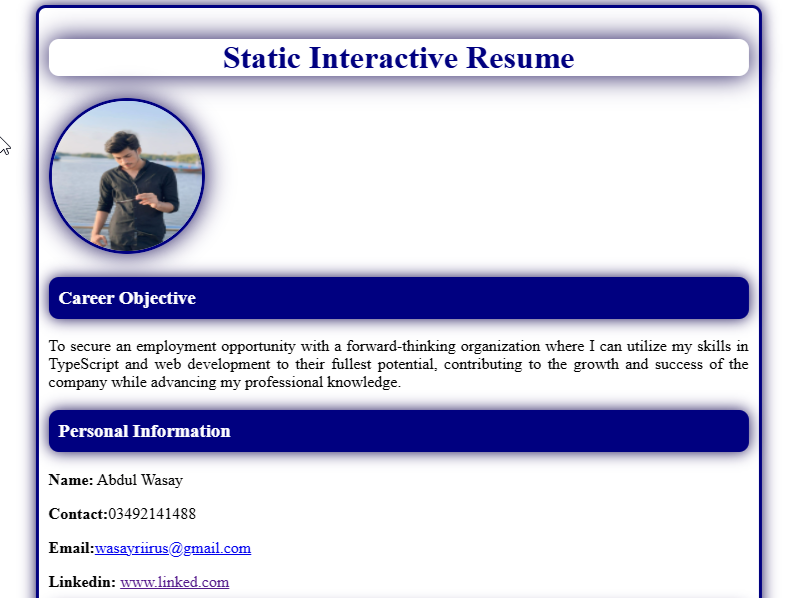 Static Interactive Resume
Career Objective
To secure an employment opportunity with a forward-thinking organization where I can utilize my skills in
TypeScript and web development to their fullest potential, contributing to the growth and success of the
company while advancing my professional knowledge.
Personal Information
Name: Abdul Wasay
Contact:03492141488
Email:wasayriirus@gmail.com
Linkedin: www.linked.com